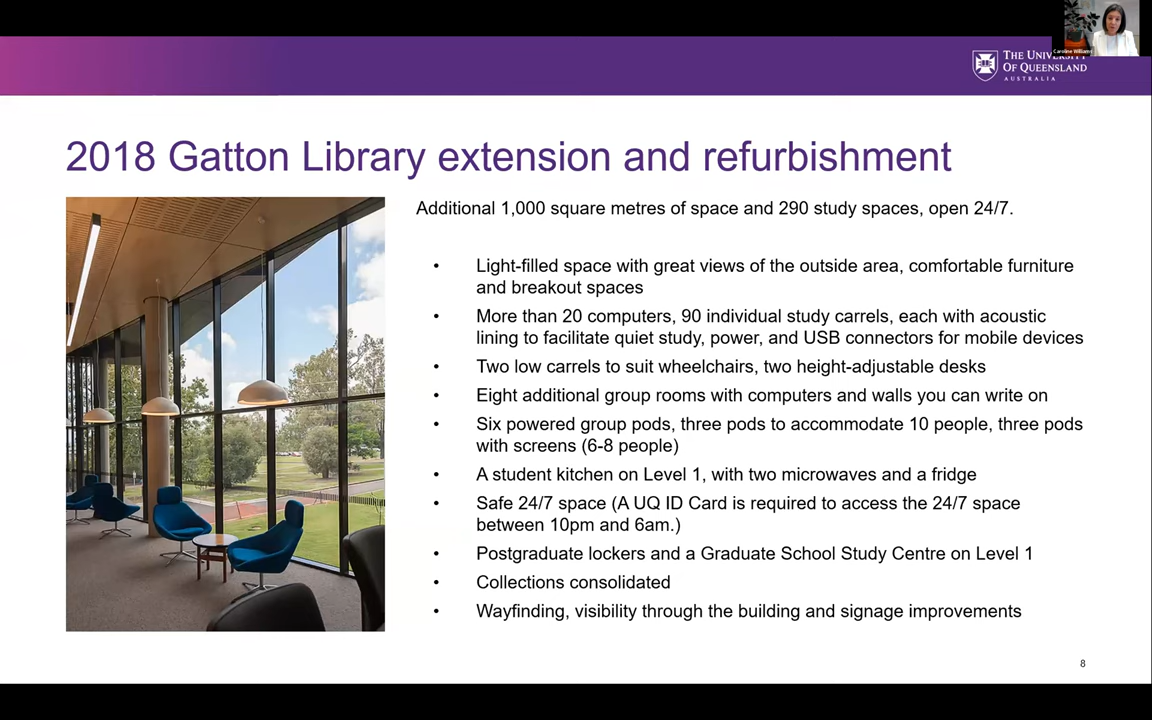 Caroline Williams
THE UNIVERSITY
OF QUEENSLAND
AUSTRALIA
2018 Gatton Library extension and refurbishment
Additional 1,000 square metres of space and 290 study spaces, open 24/7.
• Light-filled space with great views of the outside area, comfortable furniture
and breakout spaces
• More than 20 computers, 90 individual study carrels, each with acoustic
lining to facilitate quiet study, power, and USB connectors for mobile devices
• Two low carrels to suit wheelchairs, two height-adjustable desks
• Eight additional group rooms with computers and walls you can write on
• Six powered group pods, three pods to accommodate 10 people, three pods
with screens (6-8 people)
• A student kitchen on Level 1, with two microwaves and a fridge
• Safe 24/7 space (A UQ ID Card is required to access the 24/7 space
between 10pm and 6am.)
• Postgraduate lockers and a Graduate School Study Centre on Level 1
• Collections consolidated
• Wayfinding, visibility through the building and signage improvements
8